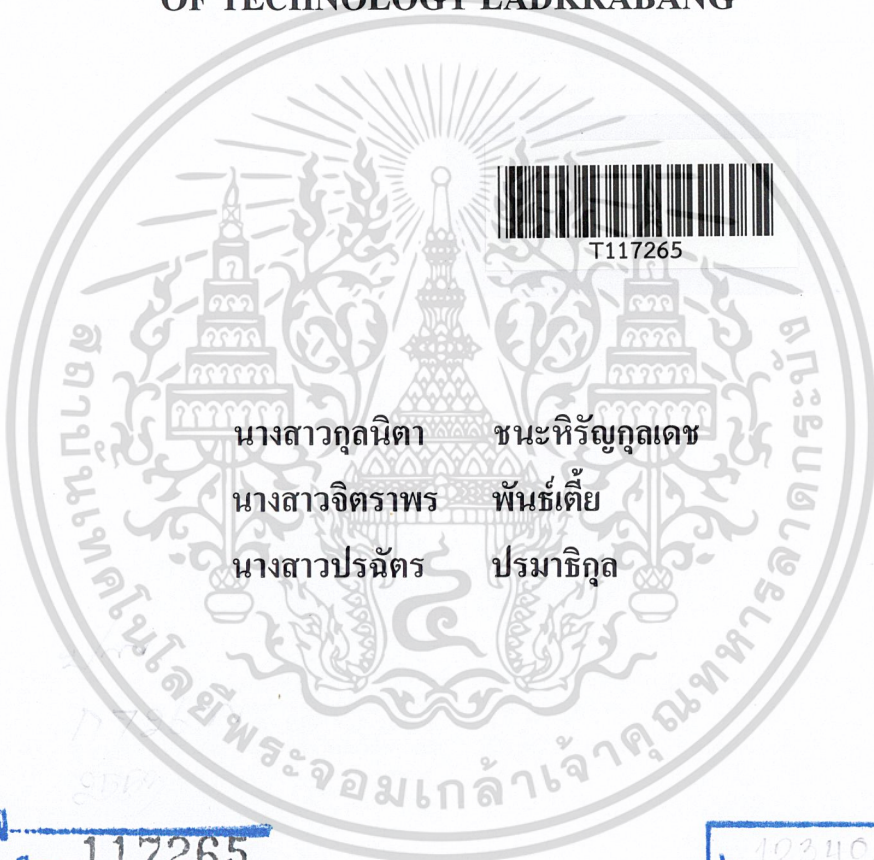 OF TECHNOLOGY LADKRABANG
T117265
นางสาวกุลนิตา ชนะหิรัญกุลเดช
นางสาวจิตราพร พันธ์เตี้ย
นางสาวปรฉัตร ปรมาธิกุล
สถาบันเทคโนโลยีพระจอมเกล้าเจ้าคุณทหารลาดกระบัง
117265